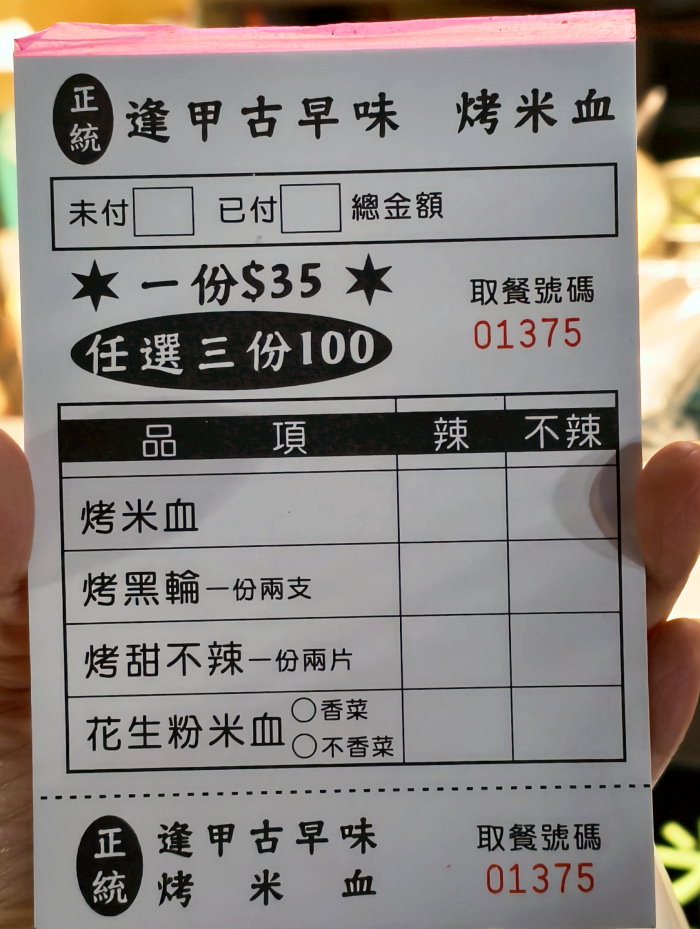 正統 逢甲古早味 烤米血
未付 已付 總金額
一份$35
任選三份100
取餐號碼
01375
品項 辣 不辣
烤米血
烤黑輪一份兩支
烤甜不辣一份兩片
花生粉米血 香菜
不香菜
正統 逢甲古早味
烤米血
取餐號碼
01375